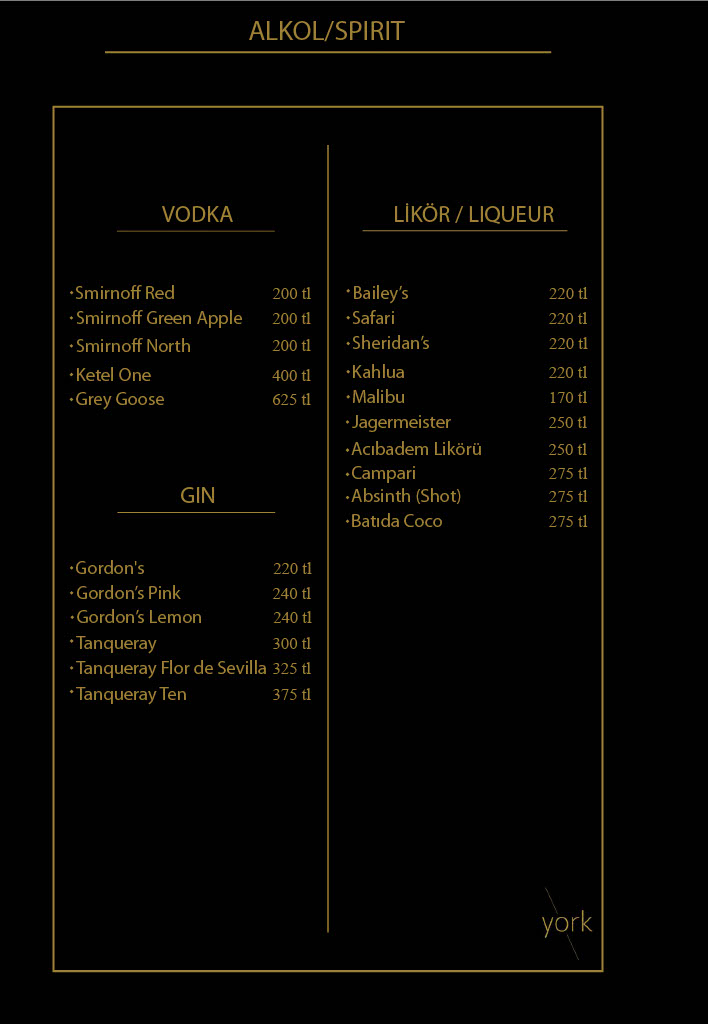 ALKOL/SPIRIT
VODKA
•Smirnoff Red 200 tl
•Smirnoff Green Apple 200 tl
•Smirnoff North 200 tl
•Ketel One 400 tl
•Grey Goose 625 tl
GIN
•Gordon's 220 tl
•Gordon’s Pink 240 tl
•Gordon’s Lemon 240 tl
•Tanqueray 300 tl
•Tanqueray Flor de Sevilla 325 tl
•Tanqueray Ten 375 tl
LİKÖR / LIQUEUR
•Bailey’s 220 tl
•Safari 220 tl
•Sheridan’s 220 tl
•Kahlua 220 tl
•Malibu 170 tl
•Jagermeister 250 tl
•Acıbadem Likörü 250 tl
•Campari 275 tl
•Absinth (Shot) 275 tl
•Batıda Coco 275 tl
york